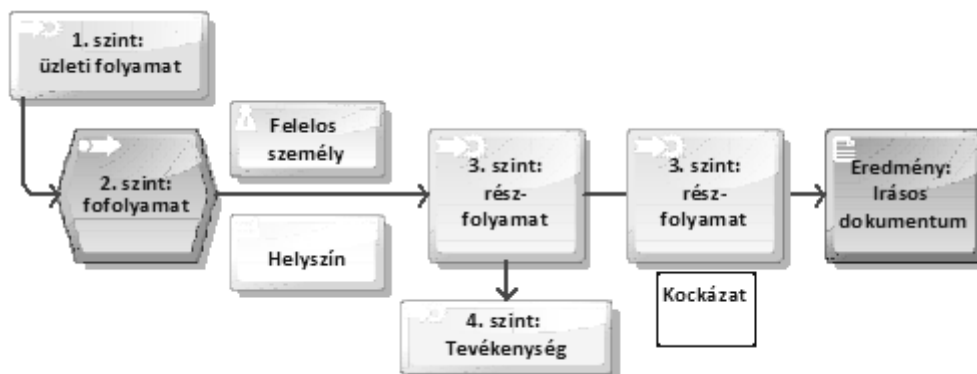 1. szint:
üzleti folyamat
2. szint:
fofolyamat
Felelos
személy
Helyszín
3. szint:
rész-
folyamat
4. szint:
Tevékenység
3. szint:
rész-
folyamat
Kockázat
Eredmény:
Irásos
dokumentum